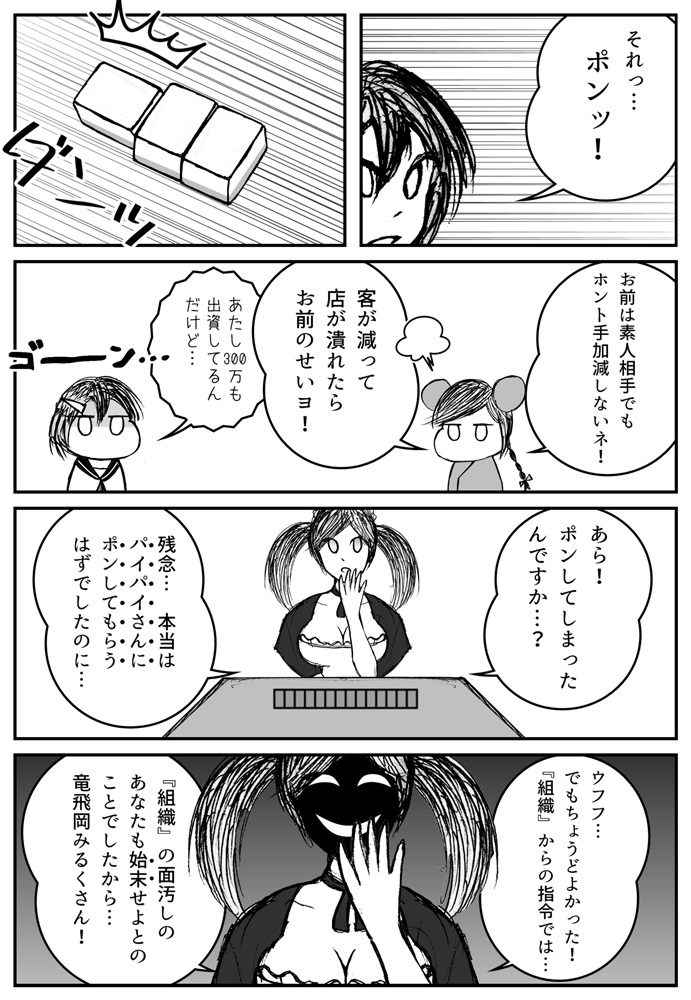 それっ…
ポンッ！
ダーッ
お前は素人相手でも
ホント手加減しないネ！
客が減って
店が潰れたら
お前のせいヨ！
あたし300万も
出資してるん
だけど…
ゴーーン…
あら！
ポンしてしまった
んですか…？
残念… 本当は
パイパイさんに
ポンしてもらう
はずでしたのに…
ウフフ…
でもちょうどよかった！
『組織』からの指令では…
『組織』の面汚しの
あなたも始末せよとの
ことでしたから…
竜飛岡みるくさん！